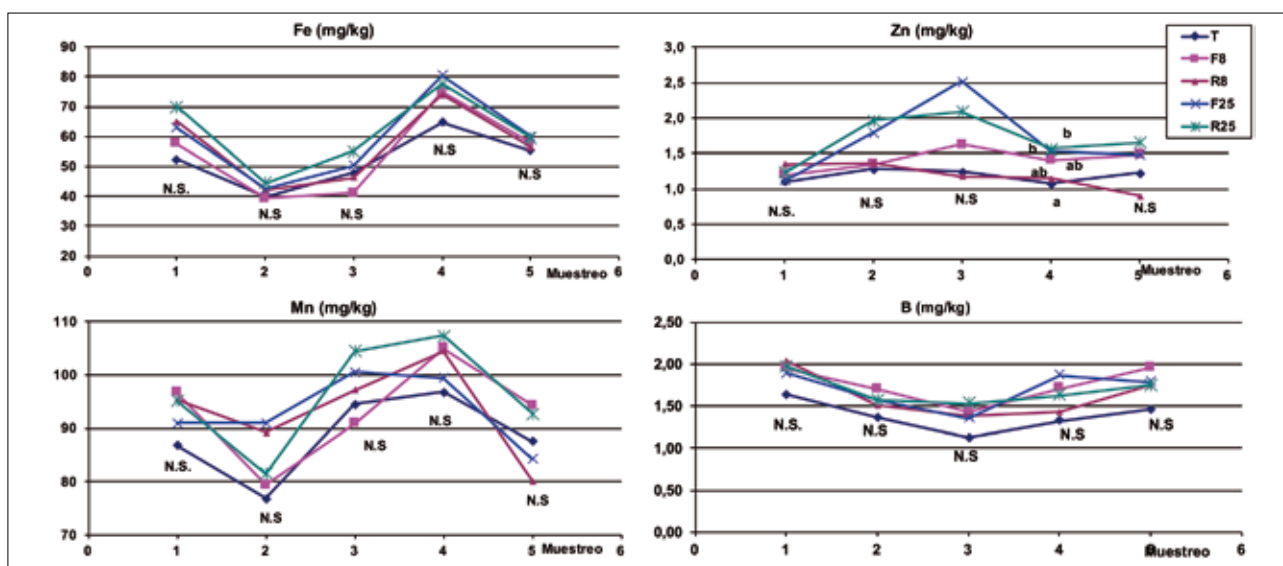 Fe (mg/kg)
90
80
70
60
50
40
30
20
N.S.
N.S
N.S
N.S
N.S
0
1
2
3
4
5
6
Muestreo
Zn (mg/kg)
3,0
2,5
2,0
1,5
1,0
0,5
0,0
N.S.
N.S
N.S
b
b
ab
ab
a
N.S
0
1
2
3
4
5
6
Muestreo
T
F8
R8
F25
R25
Mn (mg/kg)
110
100
90
80
70
N.S.
N.S
N.S
N.S
N.S
0
1
2
3
4
5
6
Muestreo
B (mg/kg)
2,50
2,00
1,50
1,00
0,50
0,00
N.S.
N.S
N.S
N.S
N.S
0
1
2
3
4
5
6
Muestreo